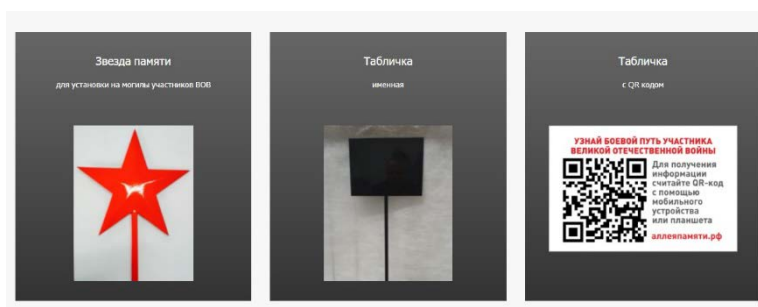 Звезда памяти
для установки на могилы участников ВОВ
Табличка
именная
Табличка
с QR кодом
УЗНАЙ БОЕВОЙ ПУТЬ УЧАСТНИКА
ВЕЛИКОЙ ОТЕЧЕСТВЕННОЙ ВОЙНЫ
Для получения
информации
считайте QR-код
с помощью
мобильного
устройства
или планшета
аллеяпамяти.рф